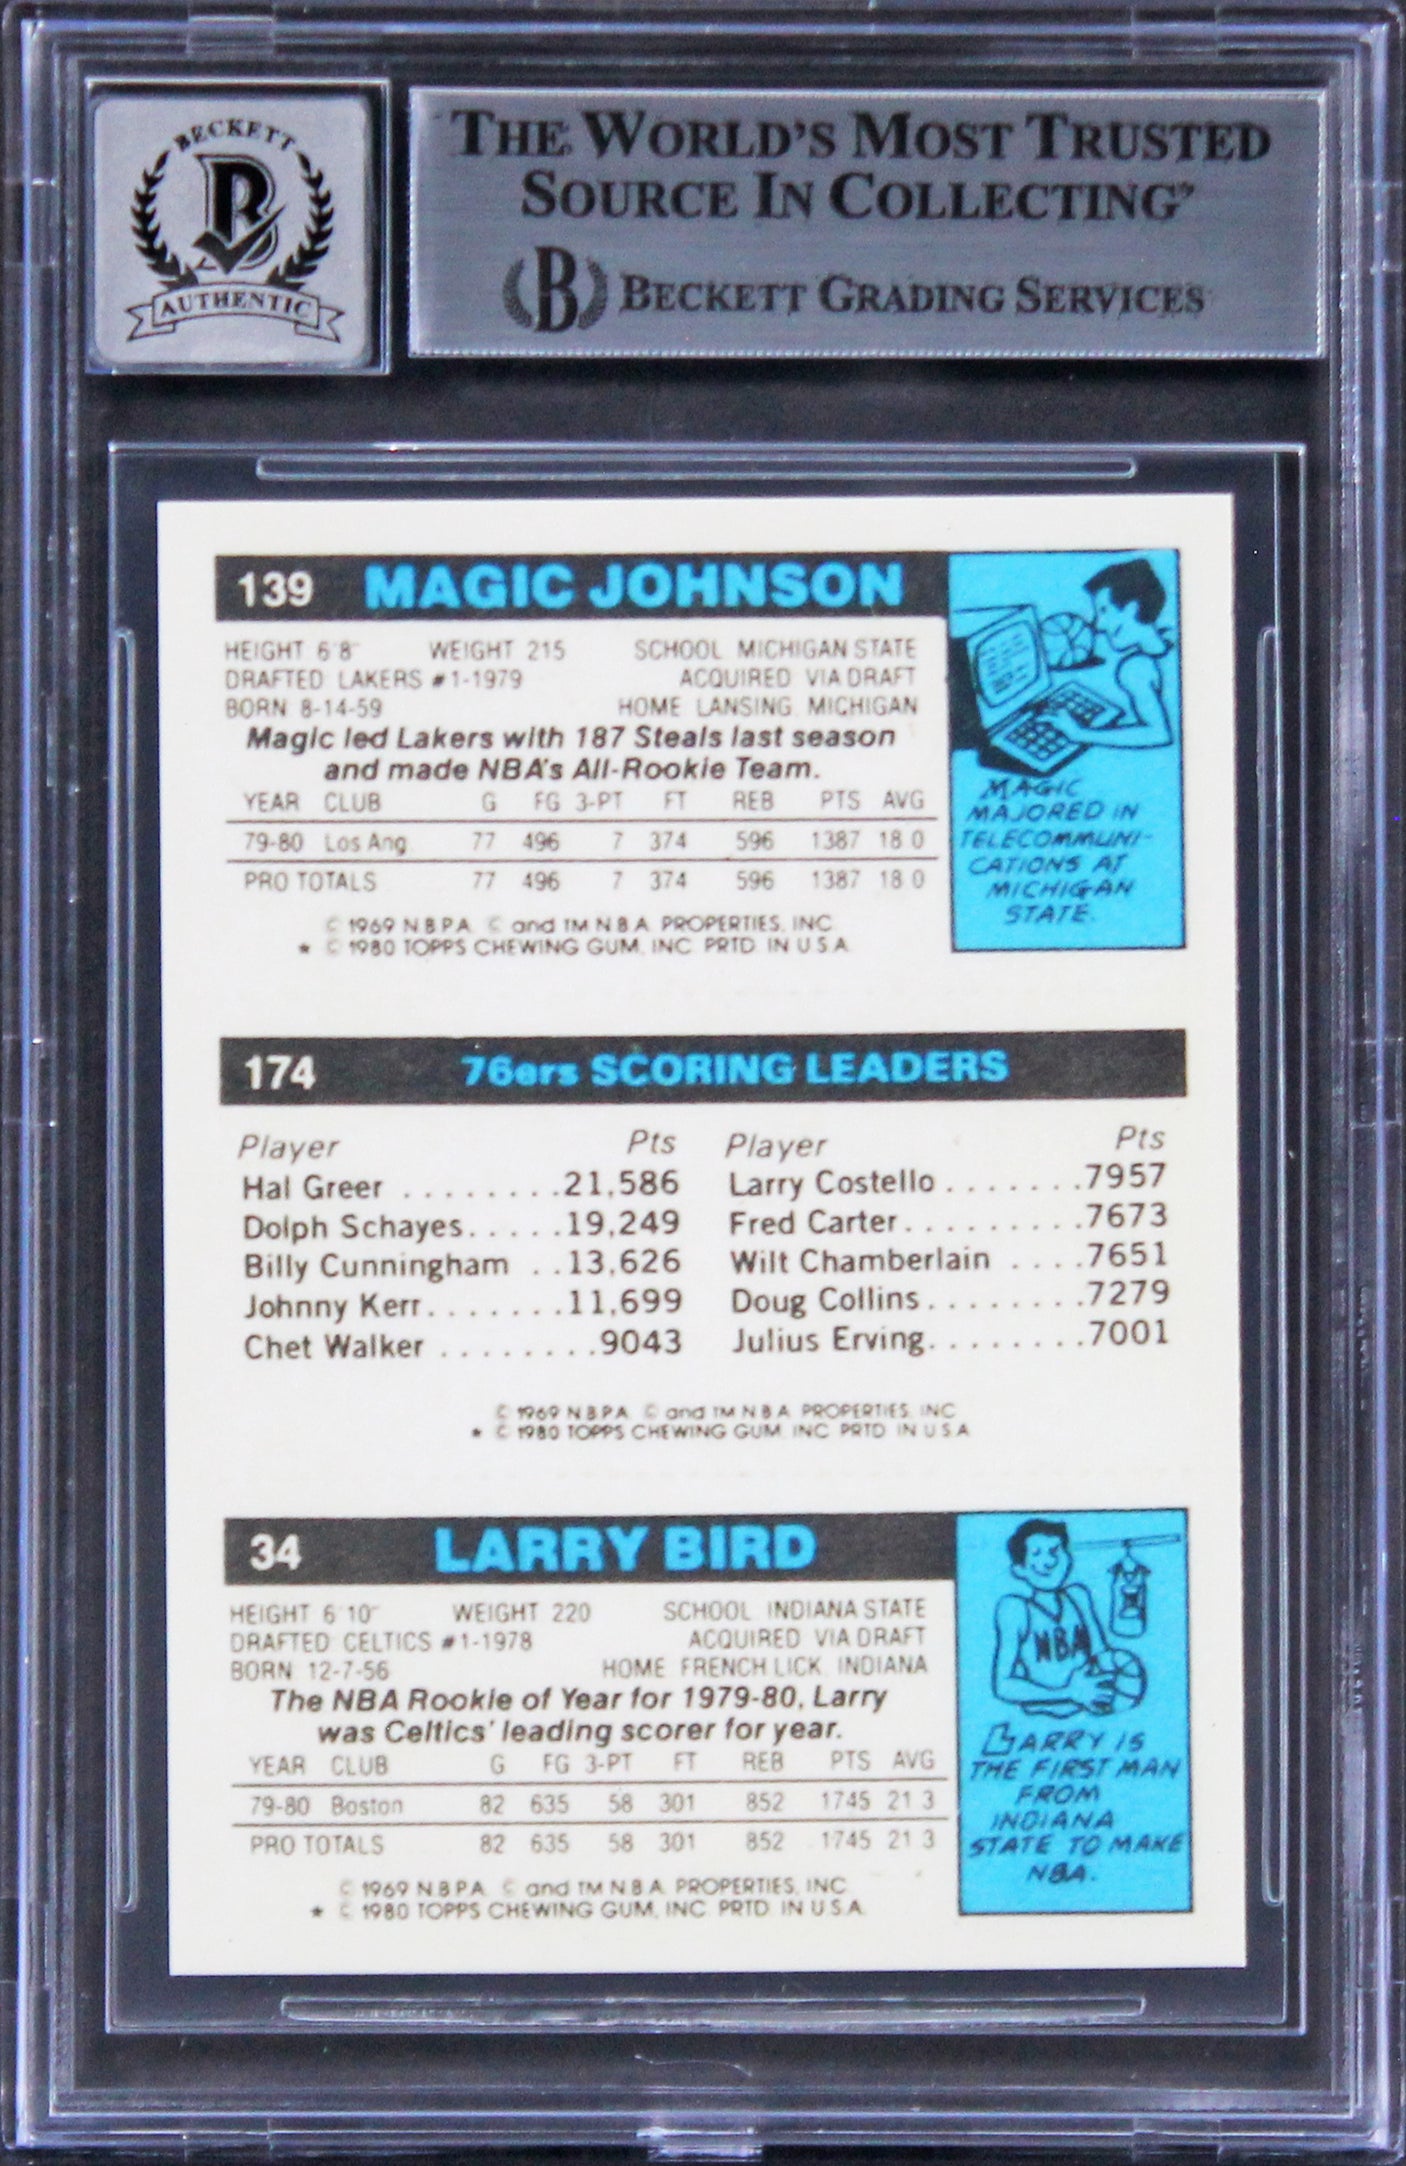 BECKETT
B
AUTHENTIC
THE WORLD'S MOST TRUSTED
SOURCE IN COLLECTING®
B BECKETT GRADING SERVICES
139 MAGIC JOHNSON
HEIGHT 6'8" WEIGHT 215 SCHOOL MICHIGAN STATE
DRAFTED LAKERS #1-1979 ACQUIRED VIA DRAFT
BORN 8-14-59 HOME LANSING, MICHIGAN
Magic led Lakers with 187 Steals last season
and made NBA's All-Rookie Team.
YEAR CLUB G FG 3-PT FT REB PTS AVG
79-80 Los Ang. 77 496 7 374 596 1387 18.0
PRO TOTALS 77 496 7 374 596 1387 18.0
© 1969 N.B.P.A. © and TM N.B.A. PROPERTIES, INC.
* © 1980 TOPPS CHEWING GUM, INC. PRTD. IN U.S.A.
MAGIC
MAJORED IN
TELECOMMUNI-
CATIONS AT
MICHIGAN
STATE.
174 76ers SCORING LEADERS
Player Pts Player Pts
Hal Greer ........21,586 Larry Costello .......7957
Dolph Schayes.....19,249 Fred Carter.........7673
Billy Cunningham ..13,626 Wilt Chamberlain ....7651
Johnny Kerr.......11,699 Doug Collins........7279
Chet Walker ........9043 Julius Erving........7001
© 1969 N.B.P.A. © and TM N.B.A. PROPERTIES, INC.
* © 1980 TOPPS CHEWING GUM, INC. PRTD. IN U.S.A.
34 LARRY BIRD
HEIGHT 6'10" WEIGHT 220 SCHOOL INDIANA STATE
DRAFTED CELTICS #1-1978 ACQUIRED VIA DRAFT
BORN 12-7-56 HOME FRENCH LICK, INDIANA
The NBA Rookie of Year for 1979-80, Larry
was Celtics' leading scorer for year.
YEAR CLUB G FG 3-PT FT REB PTS AVG
79-80 Boston 82 635 58 301 852 1745 21.3
PRO TOTALS 82 635 58 301 852 1745 21.3
© 1969 N.B.P.A. © and TM N.B.A. PROPERTIES, INC.
* © 1980 TOPPS CHEWING GUM, INC. PRTD. IN U.S.A.
NBA
LARRY IS
THE FIRST MAN
FROM
INDIANA
STATE TO MAKE
NBA.